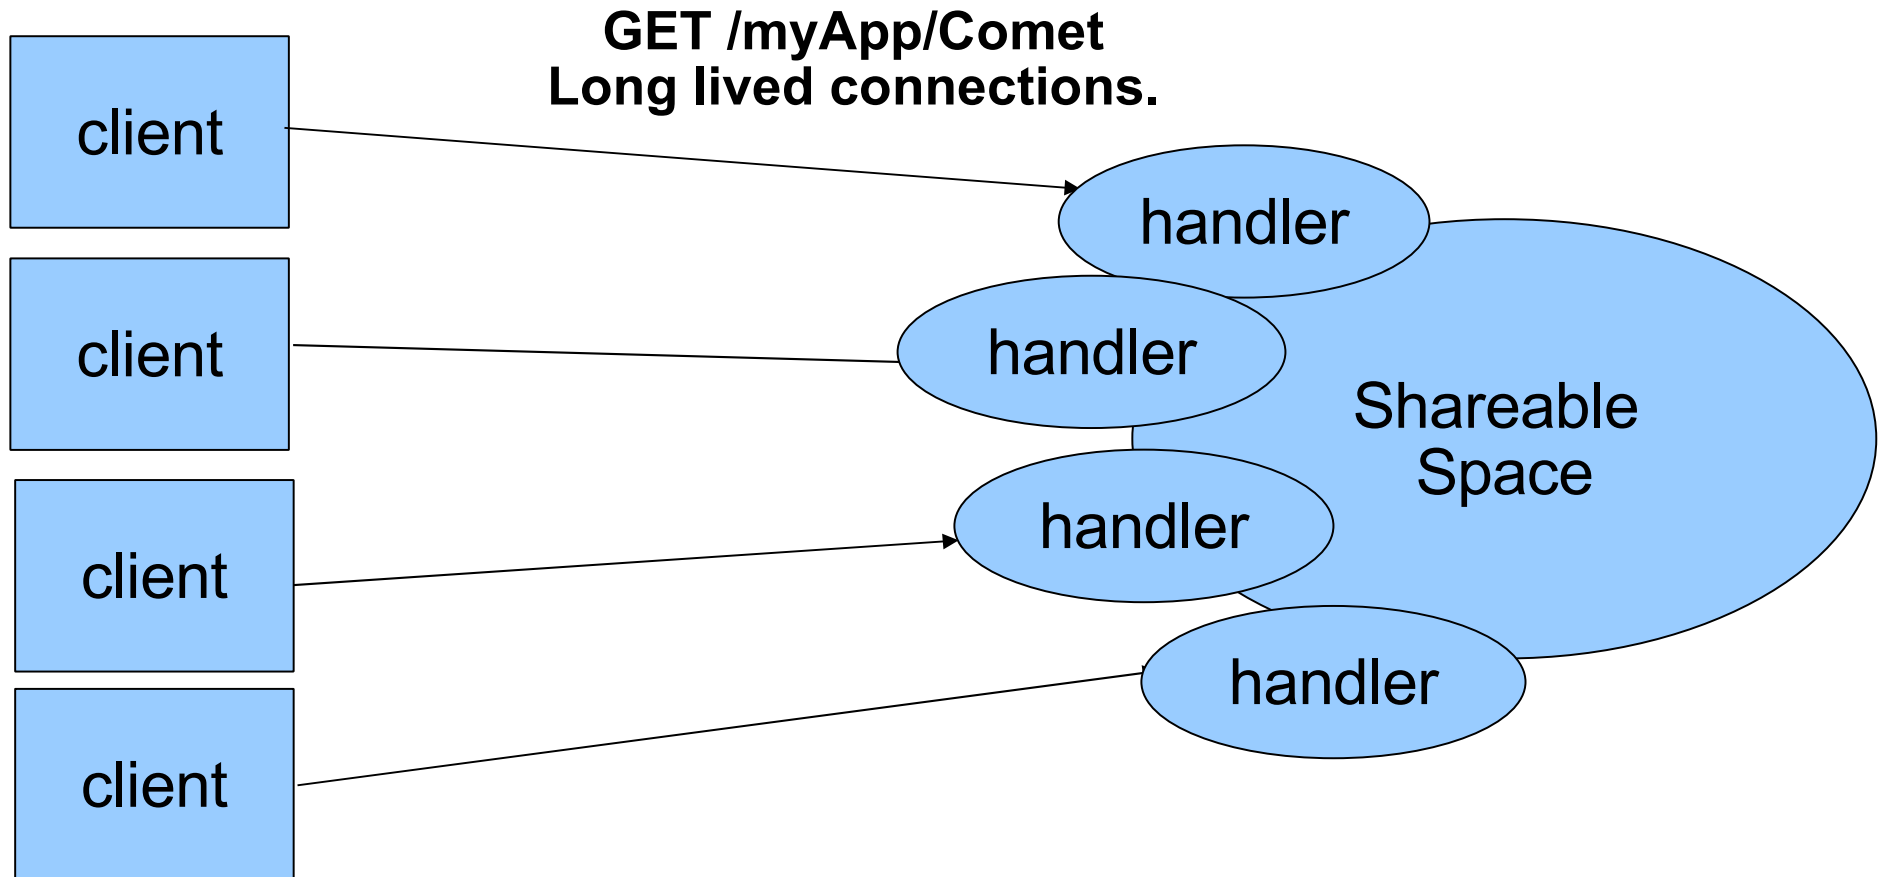 GET /myApp/Comet
Long lived connections.
client
handler
client
handler
Shareable
Space
client
handler
client
handler